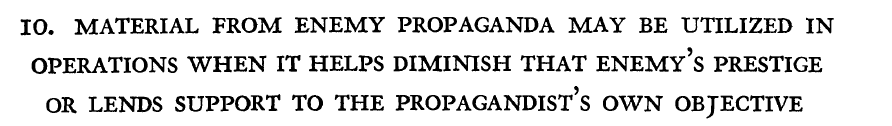 10. MATERIAL FROM ENEMY PROPAGANDA MAY BE UTILIZED IN
OPERATIONS WHEN IT HELPS DIMINISH THAT ENEMY'S PRESTIGE
OR LENDS SUPPORT TO THE PROPAGANDIST'S OWN OBJECTIVE